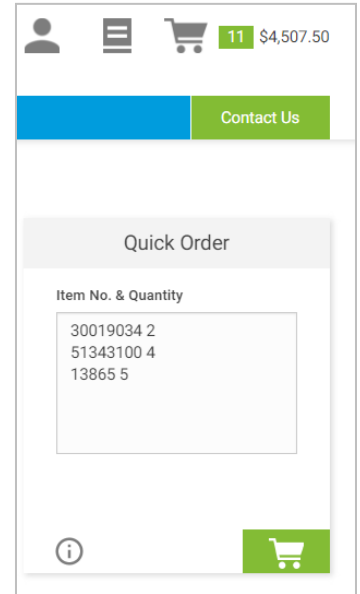 11 $4,507.50
Contact Us
Quick Order
Item No. & Quantity
30019034 2
51343100 4
13865 5